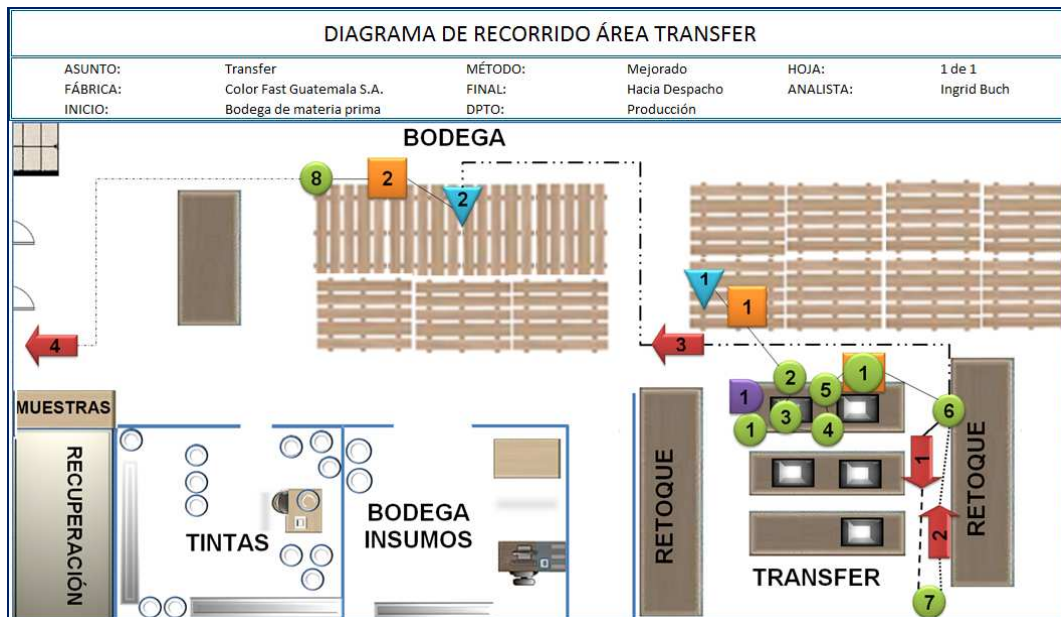 DIAGRAMA DE RECORRIDO ÁREA TRANSFER
ASUNTO: Transfer MÉTODO: Mejorado HOJA: 1 de 1
FÁBRICA: Color Fast Guatemala S.A. FINAL: Hacia Despacho ANALISTA: Ingrid Buch
INICIO: Bodega de materia prima DPTO: Producción
BODEGA
8 2 2
1
1
4
3
2 5 1
1
3
6
1 4
MUESTRAS
RECUPERACIÓN
TINTAS
BODEGA
INSUMOS
RETOQUE
TRANSFER
1
2
RETOQUE
7